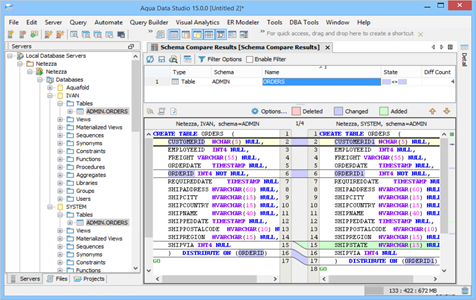 Aqua Data Studio 15.0.0 [Untitled 2]*
File Edit Server Query Automate Query Builder Visual Analytics ER Modeler Tools DBA Tools Window Help
For quick access, drag and drop here to create a shortcut
Servers
Local Database Servers
Netezza
Netezza
Databases
Aquafold
IVAN
Tables
ADMIN.ORDERS
Views
Materialized Views
Sequences
Synonyms
Constraints
Functions
Procedures
Aggregates
Libraries
Groups
Users
SYSTEM
Tables
ADMIN.ORDERS
Views
Materialized Views
Sequences
Synonyms
Servers Files Projects
Schema Compare Results [Schema Compare Results]
Filter Options Enable Filter
Type Schema Name State Diff Count
1 Table ADMIN ORDERS <> 4
Options... Deleted Changed Added
Netezza, IVAN, schema=ADMIN 1/4 Netezza, SYSTEM, schema=ADMIN
CREATE TABLE ORDERS ( 1 1 CREATE TABLE ORDERS (
CUSTOMERID NCHAR(5) NULL, 2 2 CUSTOMERID1 NCHAR(5) NULL,
EMPLOYEEID INT4 NULL, 3 3 EMPLOYEEID INT4 NULL,
FREIGHT VARCHAR(55) NULL, 4 4 FREIGHT VARCHAR(55) NULL,
ORDERDATE TIMESTAMP NULL, 5 5 ORDERDATE TIMESTAMP NULL,
ORDERID INT4 NOT NULL, 6 6 ORDERID1 INT4 NOT NULL,
REQUIREDDATE TIMESTAMP NUL 7 7 REQUIREDDATE TIMESTAMP NUL
SHIPADDRESS NVARCHAR(60) NULL, 8 8 SHIPADDRESS NVARCHAR(60) NULL,
SHIPCITY NVARCHAR(15) NULL, 9 9 SHIPCITY NVARCHAR(15) NULL,
SHIPCOUNTRY NVARCHAR(15) NULL, 10 10 SHIPCOUNTRY NVARCHAR(15) NULL,
SHIPNAME NVARCHAR(40) NULL, 11 11 SHIPNAME NVARCHAR(40) NULL,
SHIPPEDDATE TIMESTAMP NULL, 12 12 SHIPPEDDATE TIMESTAMP NULL,
SHIPPOSTALCODE NVARCHAR(10) N 13 13 SHIPPOSTALCODE NVARCHAR(10) N
SHIPREGION NVARCHAR(15) NULL, 14 14 SHIPREGION NVARCHAR(15) NULL,
SHIPVIA INT4 NULL 15 15 SHIPSTATE NVARCHAR(15) NULL
) DISTRIBUTE ON (ORDERID) 16 16 SHIPVIA INT4 NULL
GO 17 17 ) DISTRIBUTE ON (ORDERID1)
18 GO
Detail
133 : 422 : 672 MB